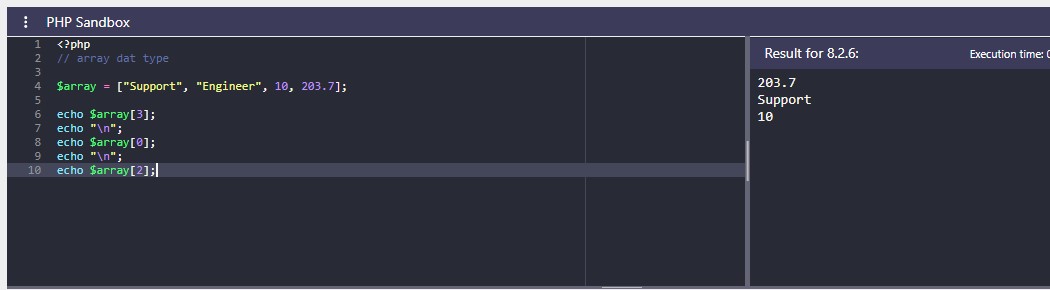 PHP Sandbox
1 <?php
2 // array dat type
3
4 $array = ["Support", "Engineer", 10, 203.7];
5
6 echo $array[3];
7 echo "\n";
8 echo $array[0];
9 echo "\n";
10 echo $array[2];
Result for 8.2.6:
Execution time: 0
203.7
Support
10